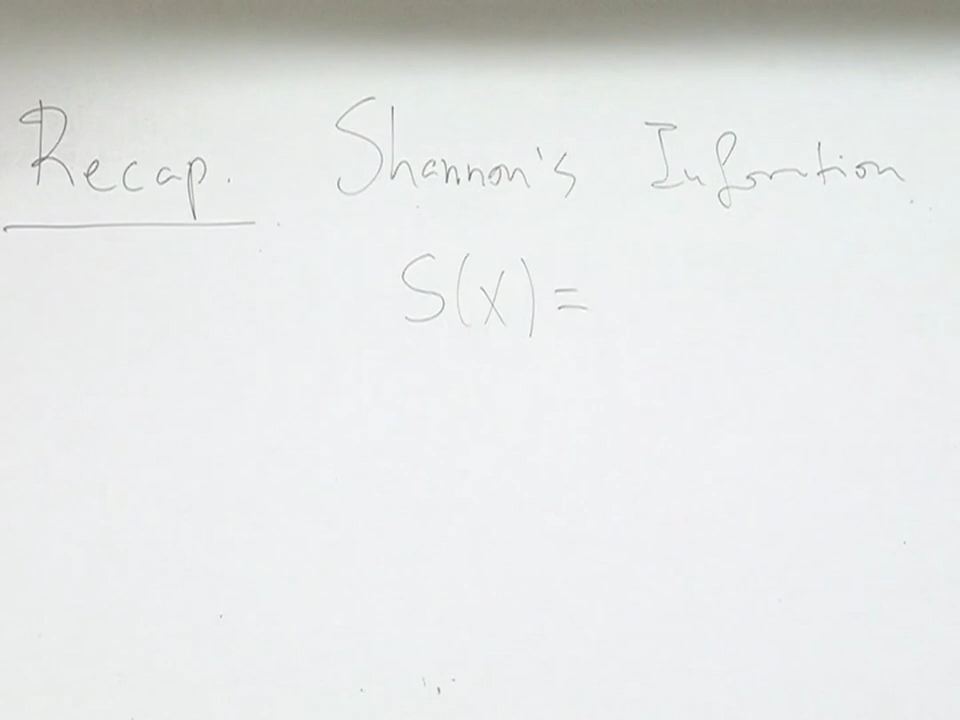 Recap. Shannon's Information
S(X) =